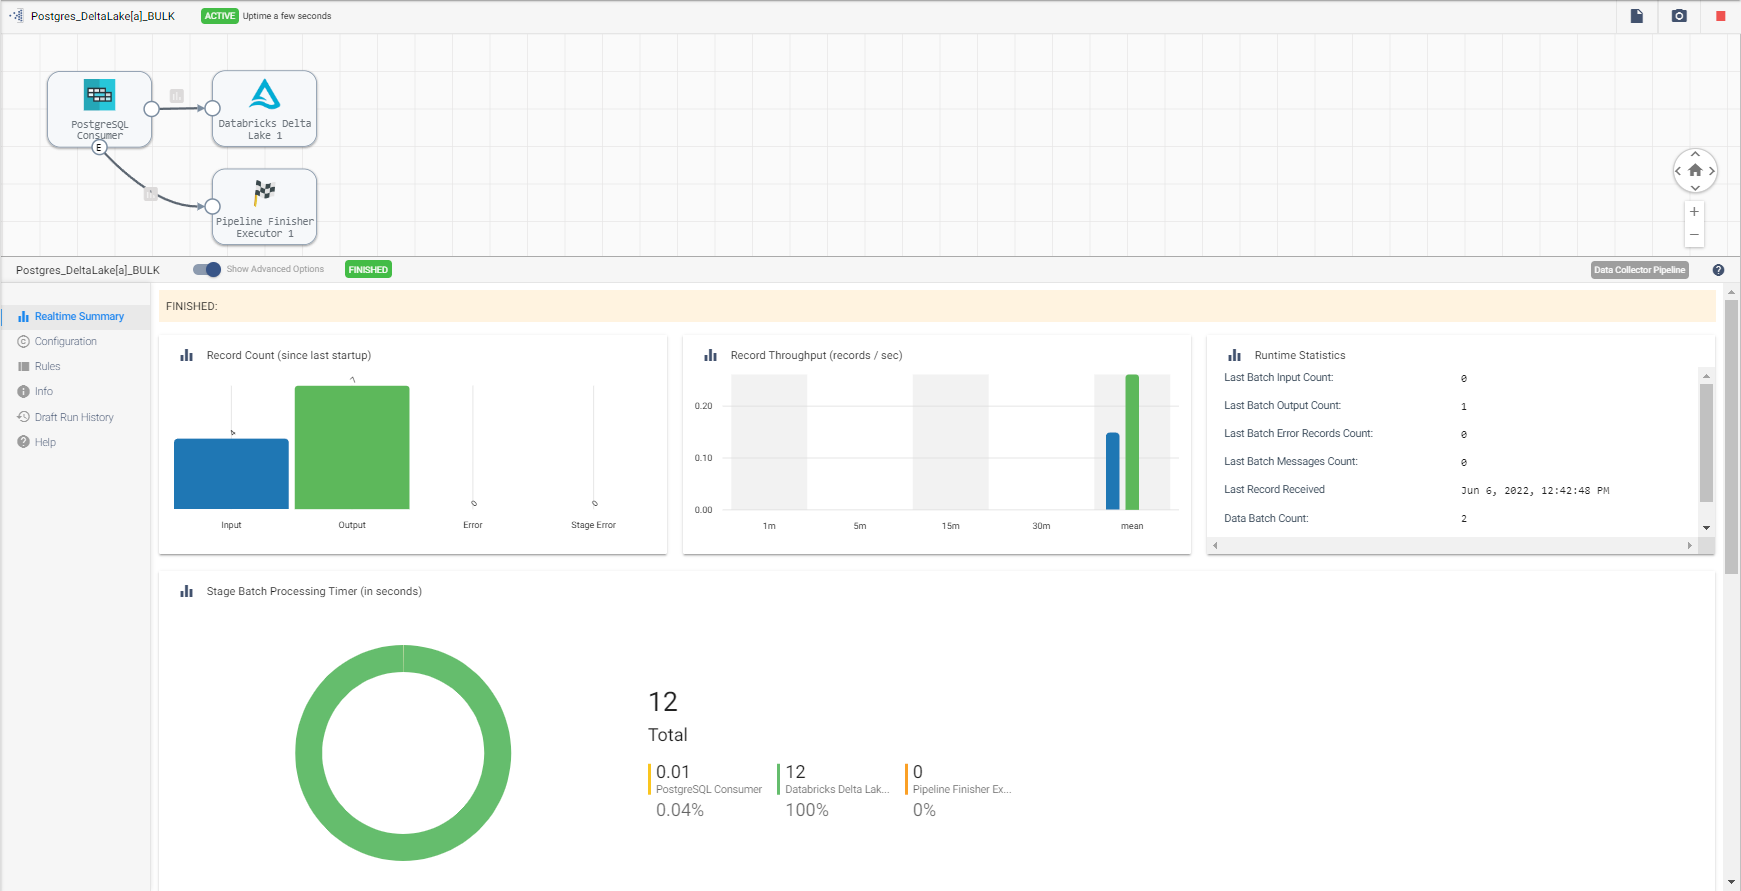 Postgres_DeltaLake[a]_BULK
ACTIVE Uptime a few seconds
PostgreSQL
Consumer
E
Databricks Delta
Lake 1
Pipeline Finisher
Executor 1
Postgres_DeltaLake[a]_BULK
Show Advanced Options
FINISHED
Data Collector Pipeline
Realtime Summary
Configuration
Rules
Info
Draft Run History
Help
FINISHED:
Record Count (since last startup)
4
7
0
0
Input
Output
Error
Stage Error
Record Throughput (records / sec)
0.20
0.10
0.00
1m
5m
15m
30m
mean
Runtime Statistics
Last Batch Input Count: 0
Last Batch Output Count: 1
Last Batch Error Records Count: 0
Last Batch Messages Count: 0
Last Record Received Jun 6, 2022, 12:42:48 PM
Data Batch Count: 2
Stage Batch Processing Timer (in seconds)
12
Total
0.01
PostgreSQL Consumer
0.04%
12
Databricks Delta Lak...
100%
0
Pipeline Finisher Ex...
0%